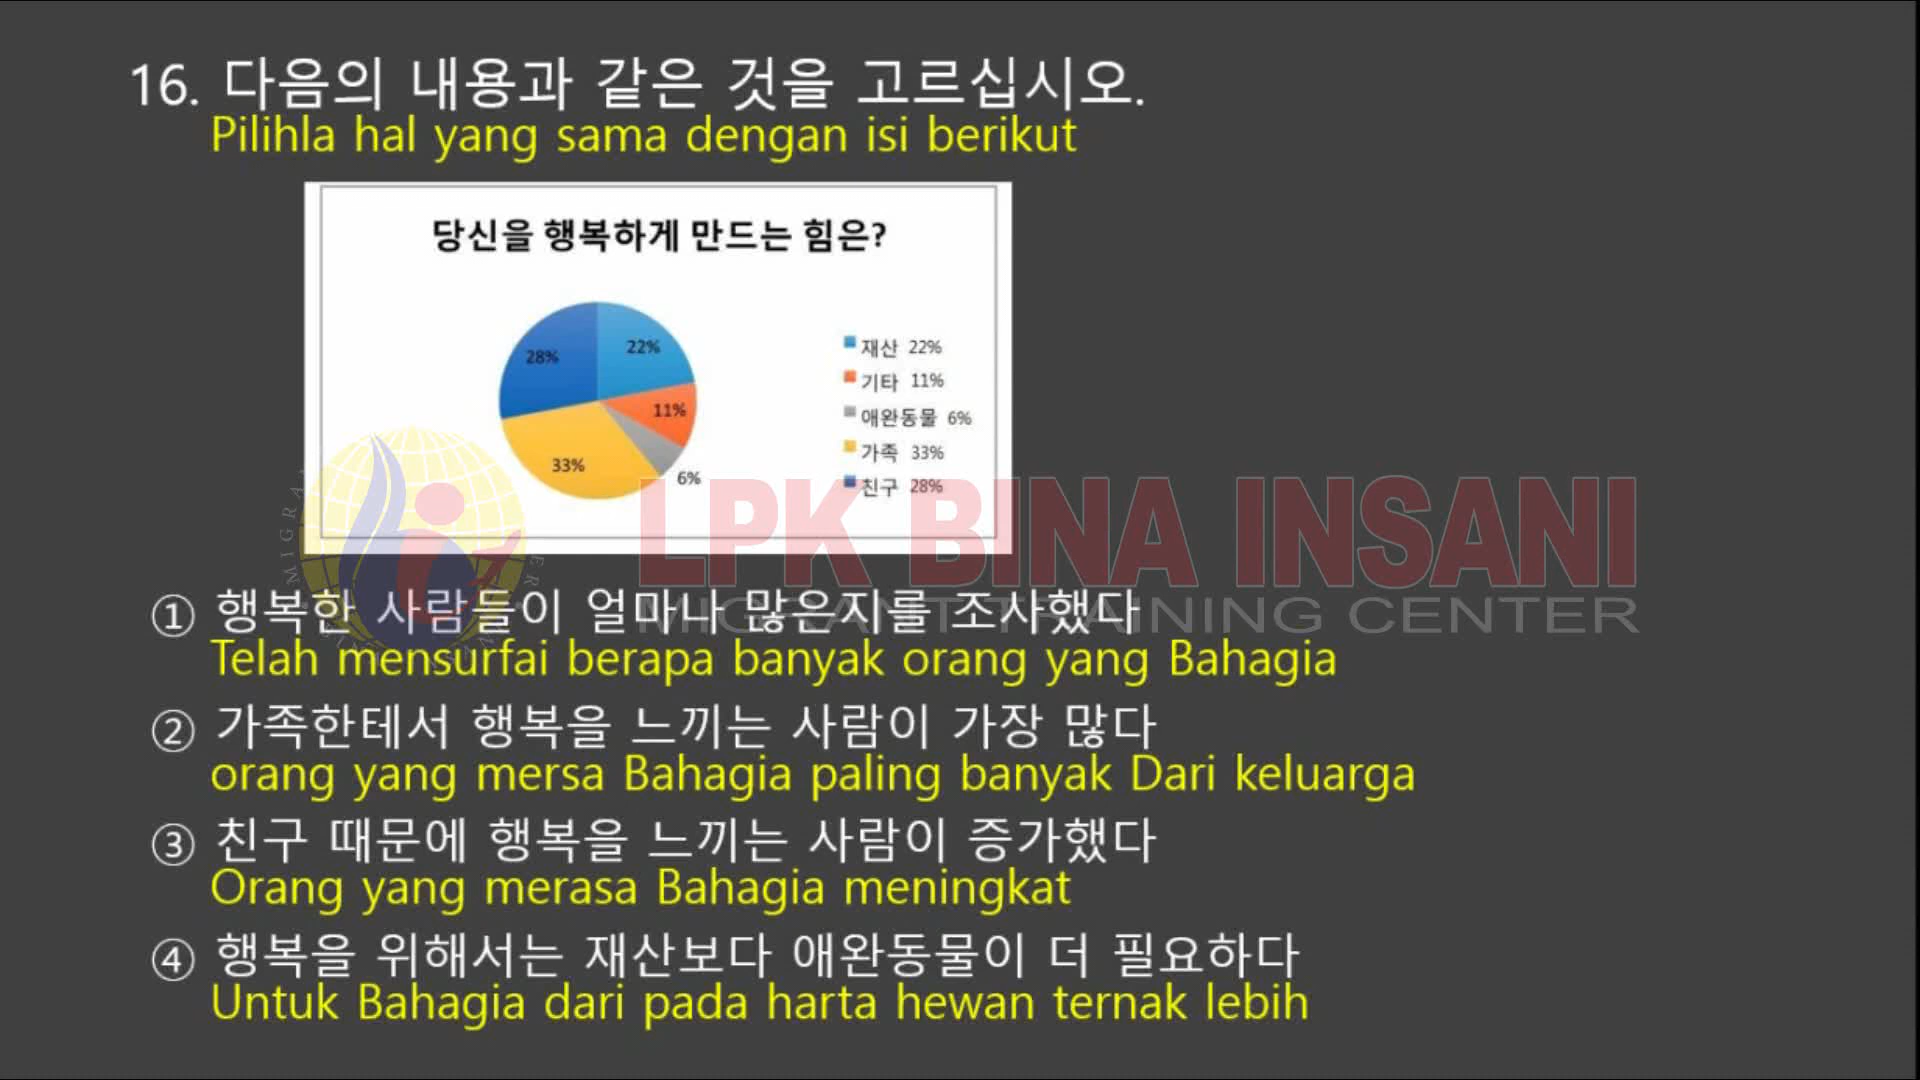 16. 다음의 내용과 같은 것을 고르십시오.
Pilihla hal yang sama dengan isi berikut
당신을 행복하게 만드는 힘은?
28%
22%
11%
33%
6%
재산 22%
기타 11%
애완동물 6%
가족 33%
친구 28%
LPK BINA INSANI
MIGRANT TRAINING CENTER
① 행복한 사람들이 얼마나 많은지를 조사했다
Telah mensurfai berapa banyak orang yang Bahagia
② 가족한테서 행복을 느끼는 사람이 가장 많다
orang yang mersa Bahagia paling banyak Dari keluarga
③ 친구 때문에 행복을 느끼는 사람이 증가했다
Orang yang merasa Bahagia meningkat
④ 행복을 위해서는 재산보다 애완동물이 더 필요하다
Untuk Bahagia dari pada harta hewan ternak lebih